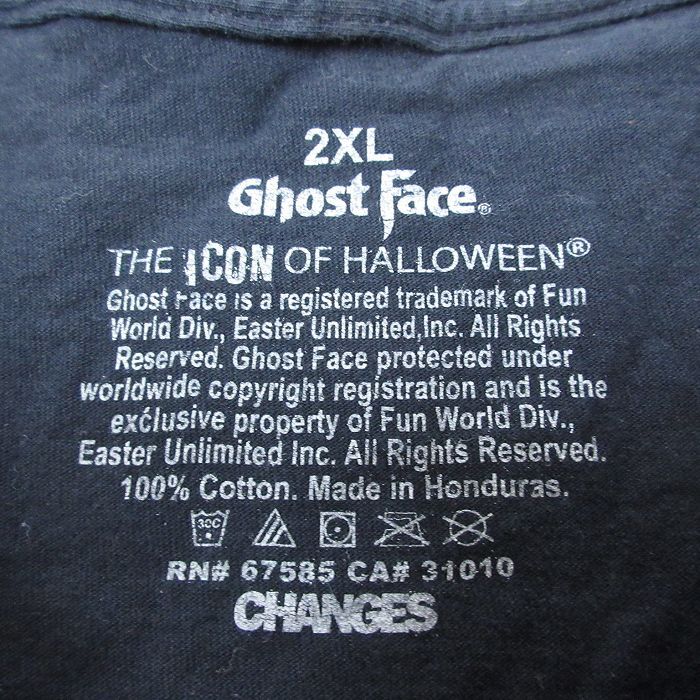 2XL
Ghost Face®
THE ICON OF HALLOWEEN®
Ghost Face is a registered trademark of Fun
World Div., Easter Unlimited,Inc. All Rights
Reserved. Ghost Face protected under
worldwide copyright registration and is the
exclusive property of Fun World Div.,
Easter Unlimited Inc. All Rights Reserved.
100% Cotton. Made in Honduras.
30C
RN# 67585 CA# 31010
CHANGES